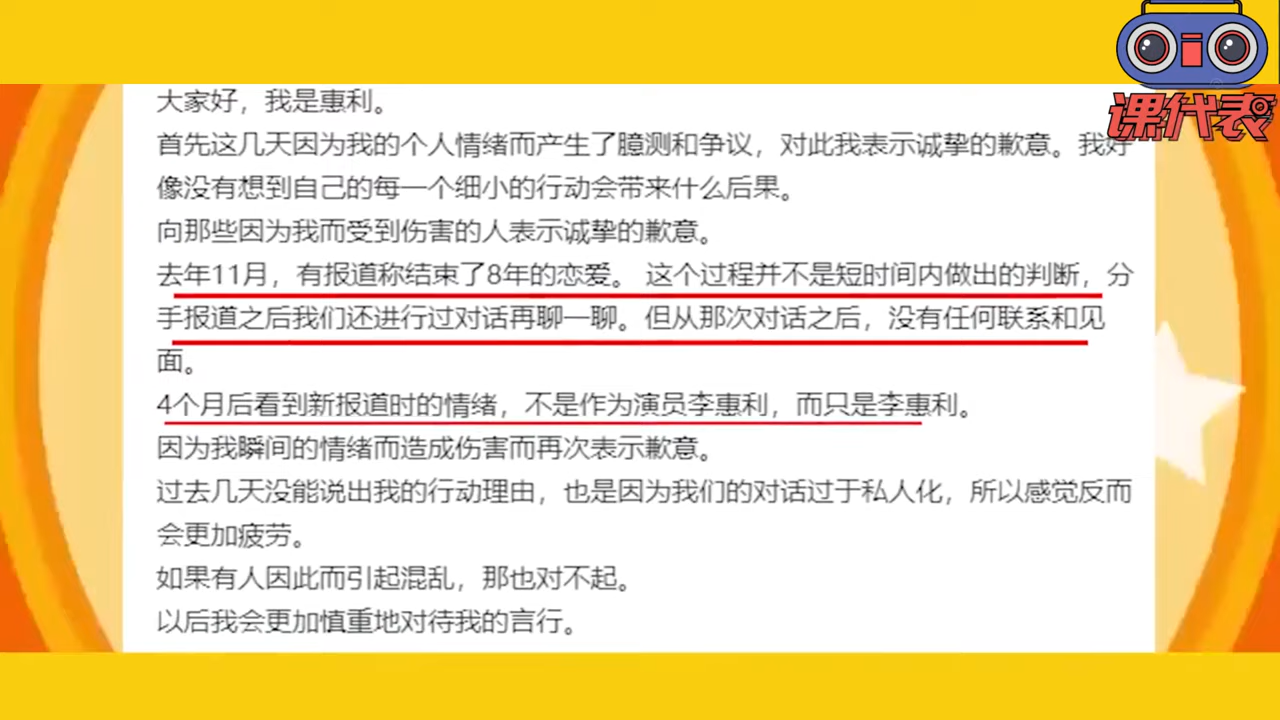 课代表
大家好，我是惠利。
首先这几天因为我的个人情绪而产生了臆测和争议，对此我表示诚挚的歉意。我好
像没有想到自己的每一个细小的行动会带来什么后果。
向那些因为我而受到伤害的人表示诚挚的歉意。
去年11月，有报道称结束了8年的恋爱。 这个过程并不是短时间内做出的判断，分
手报道之后我们还进行过对话再聊一聊。但从那次对话之后，没有任何联系和见
面。
4个月后看到新报道时的情绪，不是作为演员李惠利，而只是李惠利。
因为我瞬间的情绪而造成伤害而再次表示歉意。
过去几天没能说出我的行动理由，也是因为我们的对话过于私人化，所以感觉反而
会更加疲劳。
如果有人因此而引起混乱，那也对不起。
以后我会更加慎重地对待我的言行。